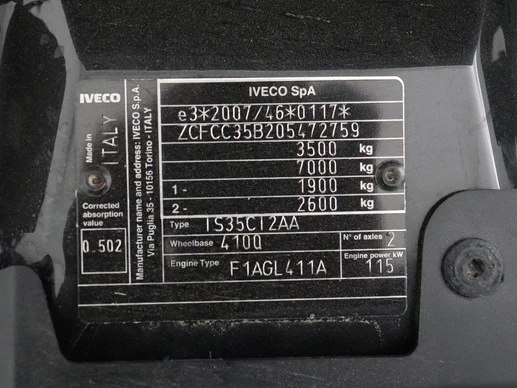 IVECO
Made in ITALY
Corrected
absorption
value
0.502
Manufacturer name and address: IVECO S.p.A.
Via Puglia 35 - 10156 Torino - ITALY
IVECO SpA
e3*2007/46*0117*
ZCFCC35B205472759
3500 kg
7000 kg
1- 1900 kg
2- 2600 kg
Type IS35CI2AA
Wheelbase 4100 N° of axles 2
Engine Type F1AGL411A Engine power kW 115